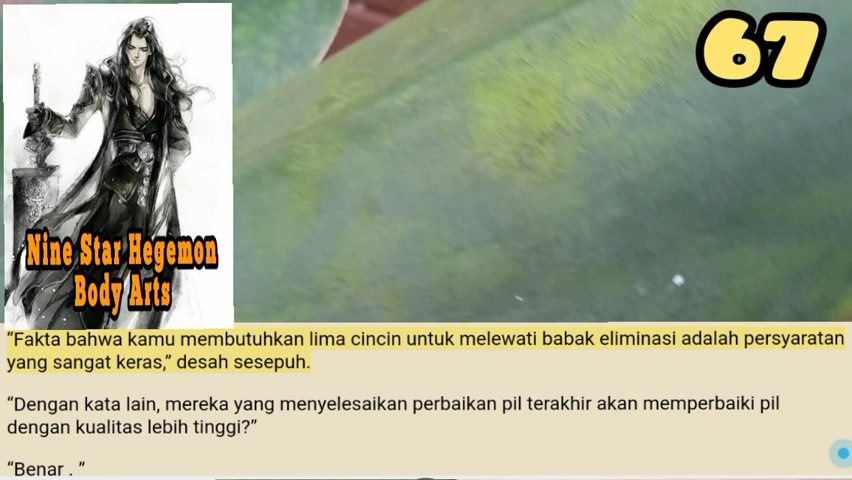 67
Nine Star Hegemon
Body Arts
“Fakta bahwa kamu membutuhkan lima cincin untuk melewati babak eliminasi adalah persyaratan
yang sangat keras,” desah sesepuh.
“Dengan kata lain, mereka yang menyelesaikan perbaikan pil terakhir akan memperbaiki pil
dengan kualitas lebih tinggi?”
“Benar . ”